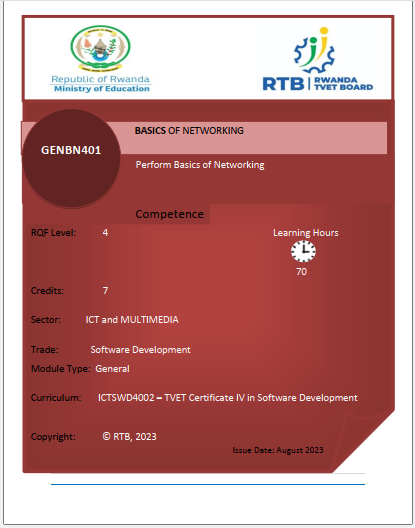 Republic of Rwanda
Ministry of Education
RTB | RWANDA
TVET BOARD
BASICS OF NETWORKING
GENBN401
Perform Basics of Networking
Competence
RQF Level: 4
Learning Hours
70
Credits: 7
Sector: ICT and MULTIMEDIA
Trade: Software Development
Module Type: General
Curriculum: ICTSWD4002 – TVET Certificate IV in Software Development
Copyright: © RTB, 2023
Issue Date: August 2023